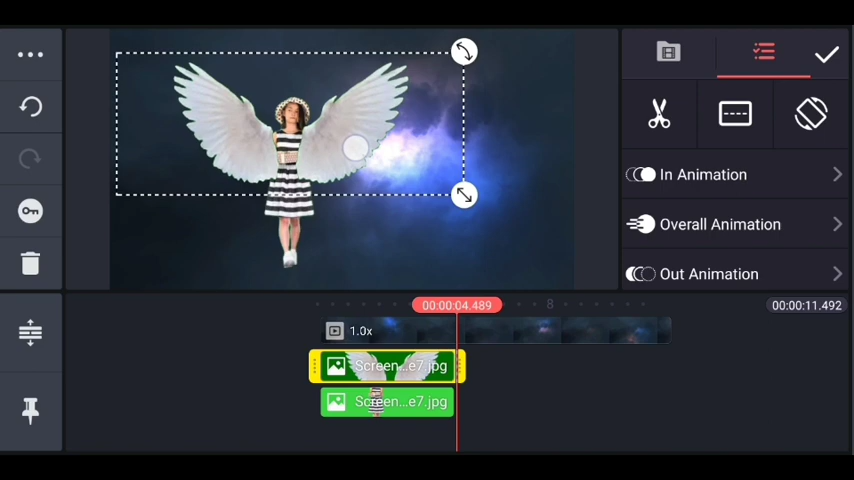 In Animation
Overall Animation
Out Animation
00:00:04.489
8
00:00:11.492
1.0x
Screen...e7.jpg
Screen...e7.jpg